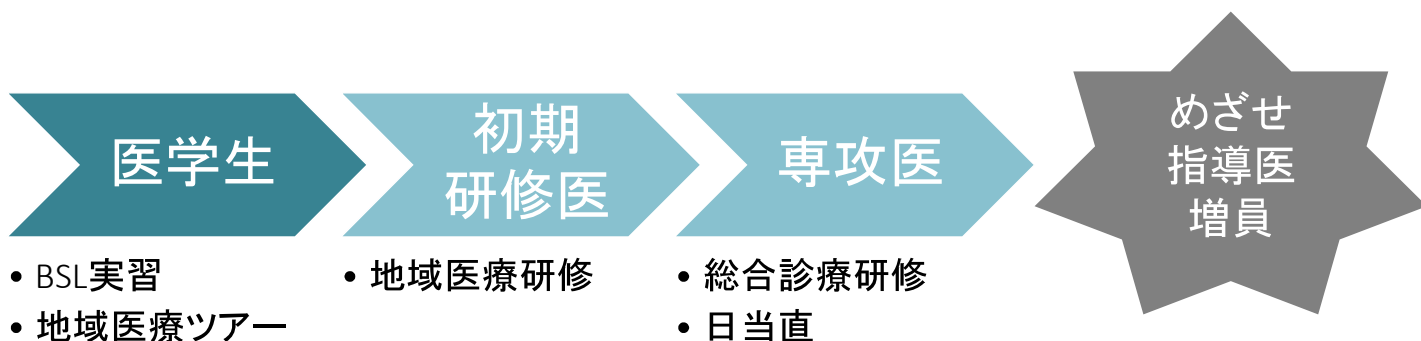 医学生
初期
研修医
専攻医
めざせ
指導医
増員
• BSL実習
• 地域医療ツアー
• 地域医療研修
• 総合診療研修
• 日当直